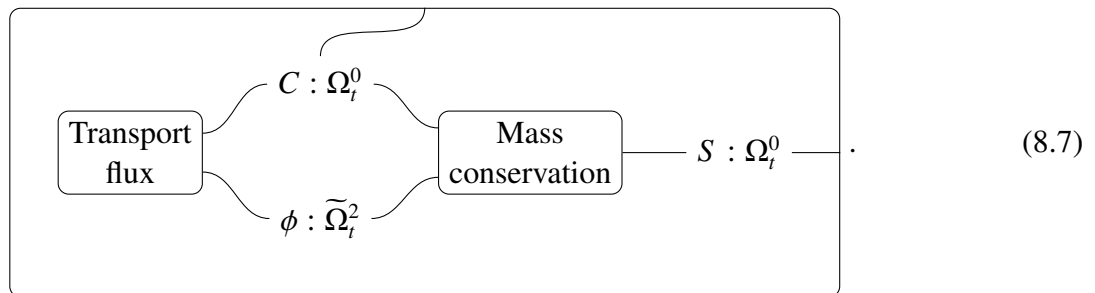 C : Ω_t^0
Transport
flux
Mass
conservation
S : Ω_t^0
.
(8.7)
ϕ : Ω̃_t^2